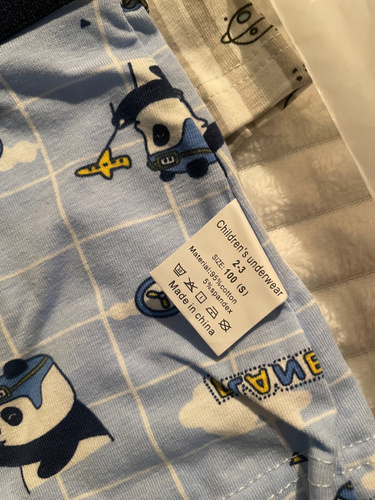 Children's underwear
2-3
SIZE: 100 (S)
Material:95%cotton
5%spandex
Made in china